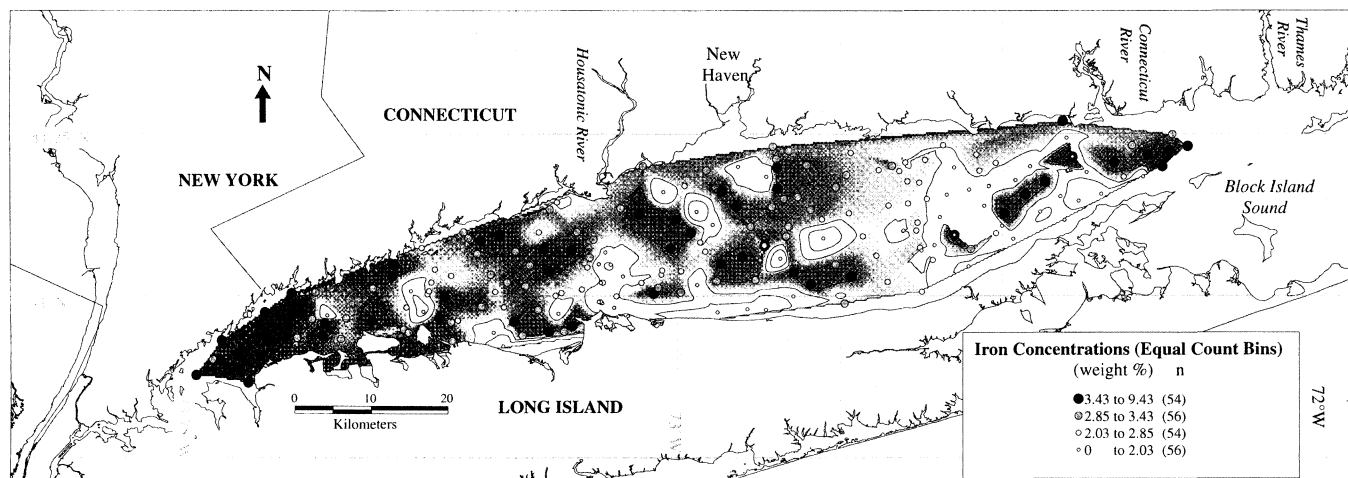 New
Haven
Housatonic River
Connecticut
River
Thames
River
N
CONNECTICUT
NEW YORK
Block Island
Sound
LONG ISLAND
0 10 20
Kilometers
Iron Concentrations (Equal Count Bins)
(weight %) n
3.43 to 9.43 (54)
2.85 to 3.43 (56)
2.03 to 2.85 (54)
0 to 2.03 (56)
72°W